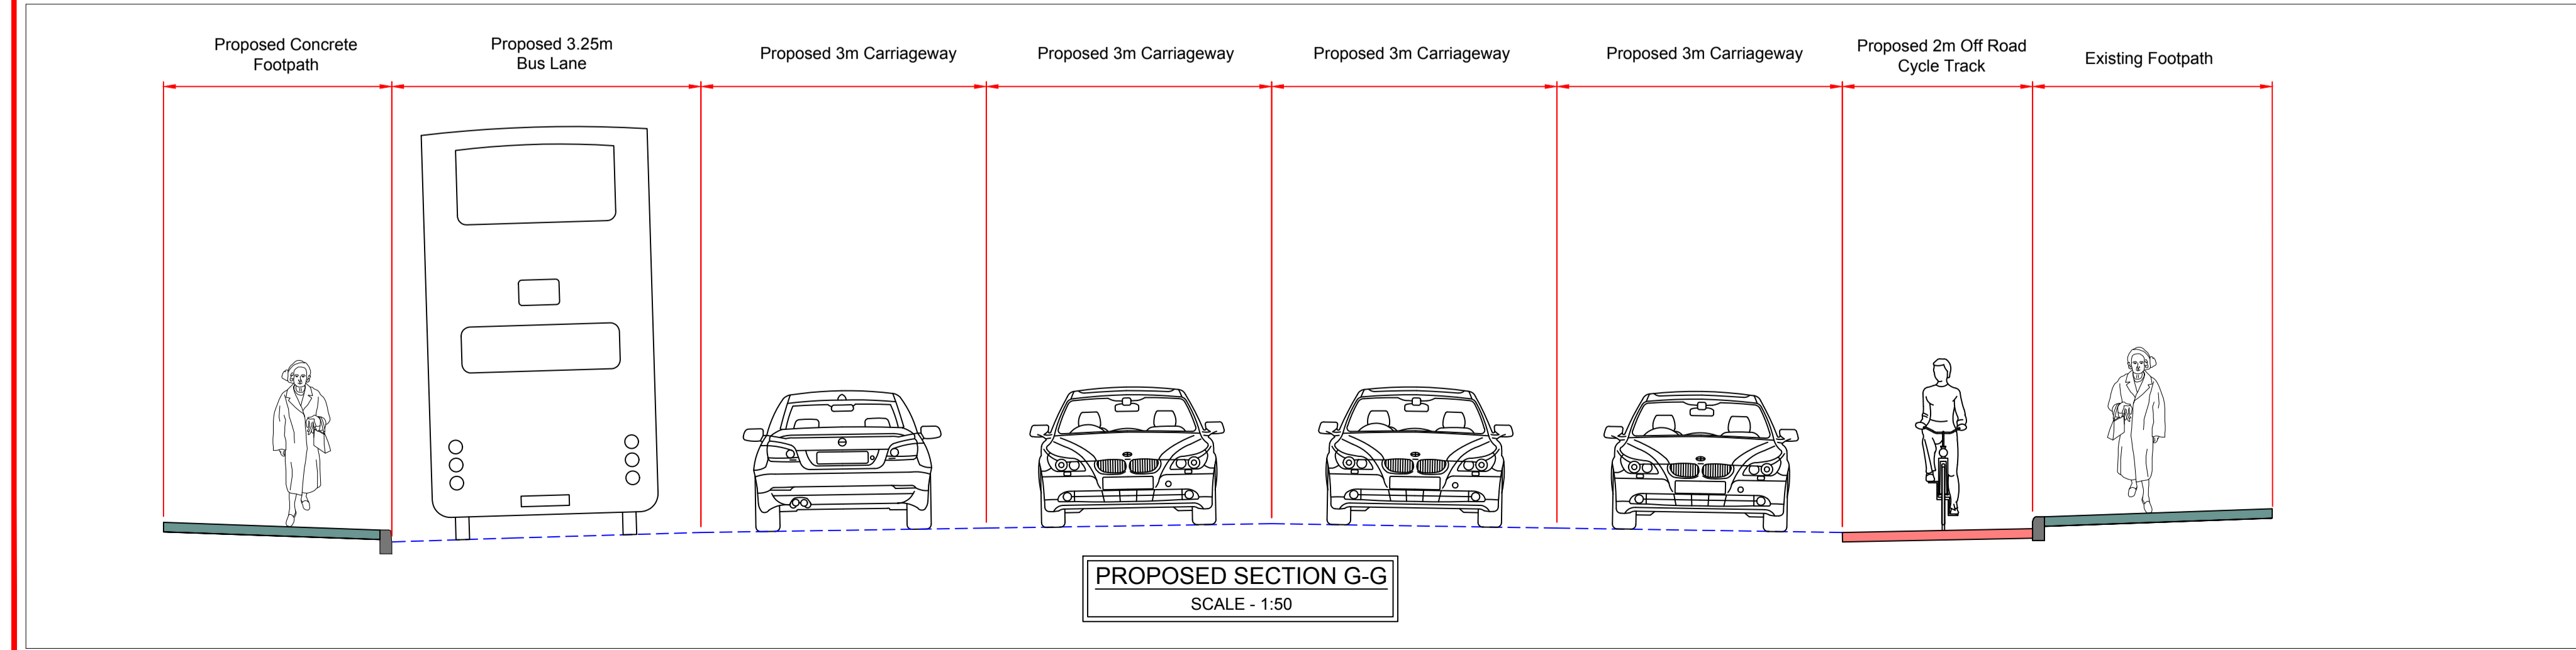 Proposed Concrete
Footpath
Proposed 3.25m
Bus Lane
Proposed 3m Carriageway
Proposed 3m Carriageway
Proposed 3m Carriageway
Proposed 3m Carriageway
Proposed 2m Off Road
Cycle Track
Existing Footpath
PROPOSED SECTION G-G
SCALE - 1:50